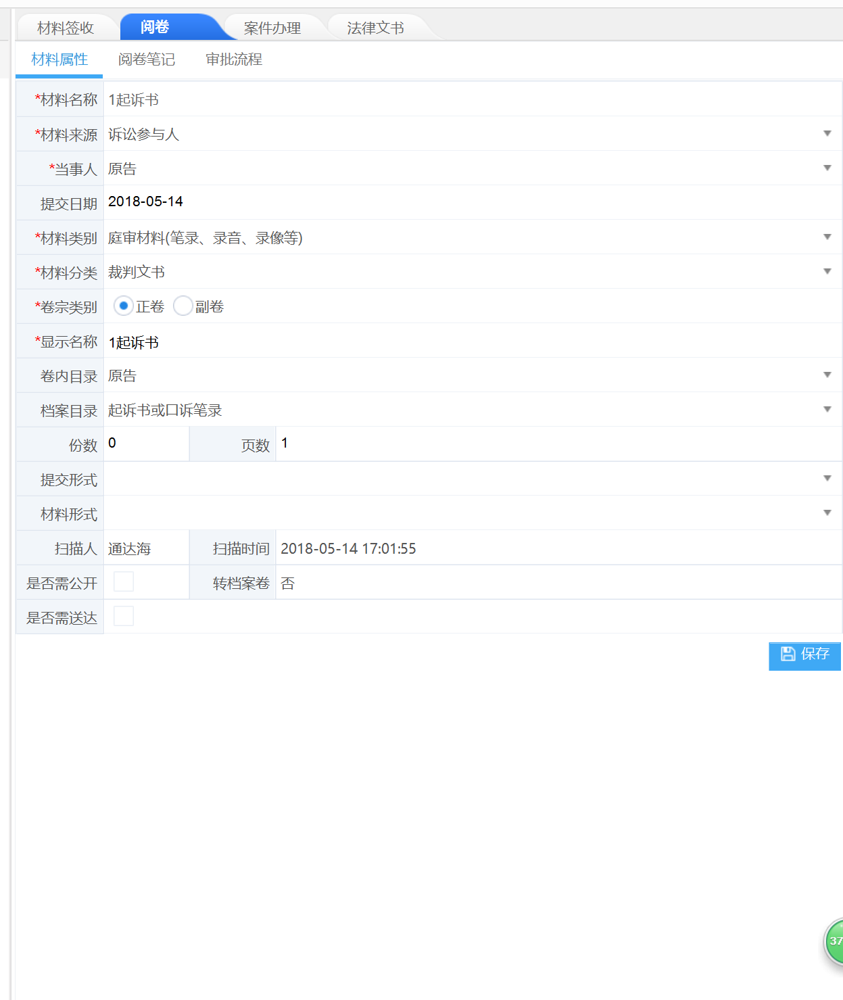 材料签收 阅卷 案件办理 法律文书
材料属性 阅卷笔记 审批流程
*材料名称 1起诉书
*材料来源 诉讼参与人
*当事人 原告
提交日期 2018-05-14
*材料类别 庭审材料(笔录、录音、录像等)
*材料分类 裁判文书
*卷宗类别 正卷 副卷
*显示名称 1起诉书
卷内目录 原告
档案目录 起诉书或口诉笔录
份数 0 页数 1
提交形式
材料形式
扫描人 通达海 扫描时间 2018-05-14 17:01:55
是否需公开 转档案卷 否
是否需送达
保存
37